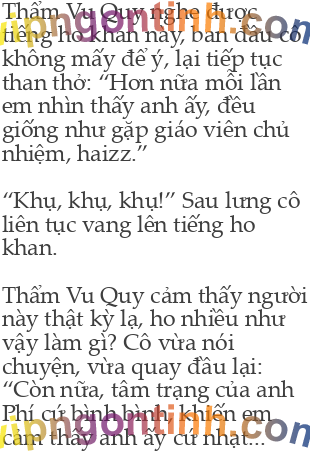 Thẩm Vu Quy nghe được
tiếng ho khan này, ban đầu cô
không mấy để ý, lại tiếp tục
than thở: “Hơn nữa mỗi lần
em nhìn thấy anh ấy, đều
giống như gặp giáo viên chủ
nhiệm, haizz.”

“Khụ, khụ, khụ!” Sau lưng cô
liên tục vang lên tiếng ho
khan.

Thẩm Vu Quy cảm thấy người
này thật kỳ lạ, ho nhiều như
vậy làm gì? Cô vừa nói
chuyện, vừa quay đầu lại:
“Còn nữa, tâm trạng của anh
Phí cứ bình bình, khiến em
cảm thấy anh ấy cứ nhạt...
vipngontinh.com
vipngontinh.com